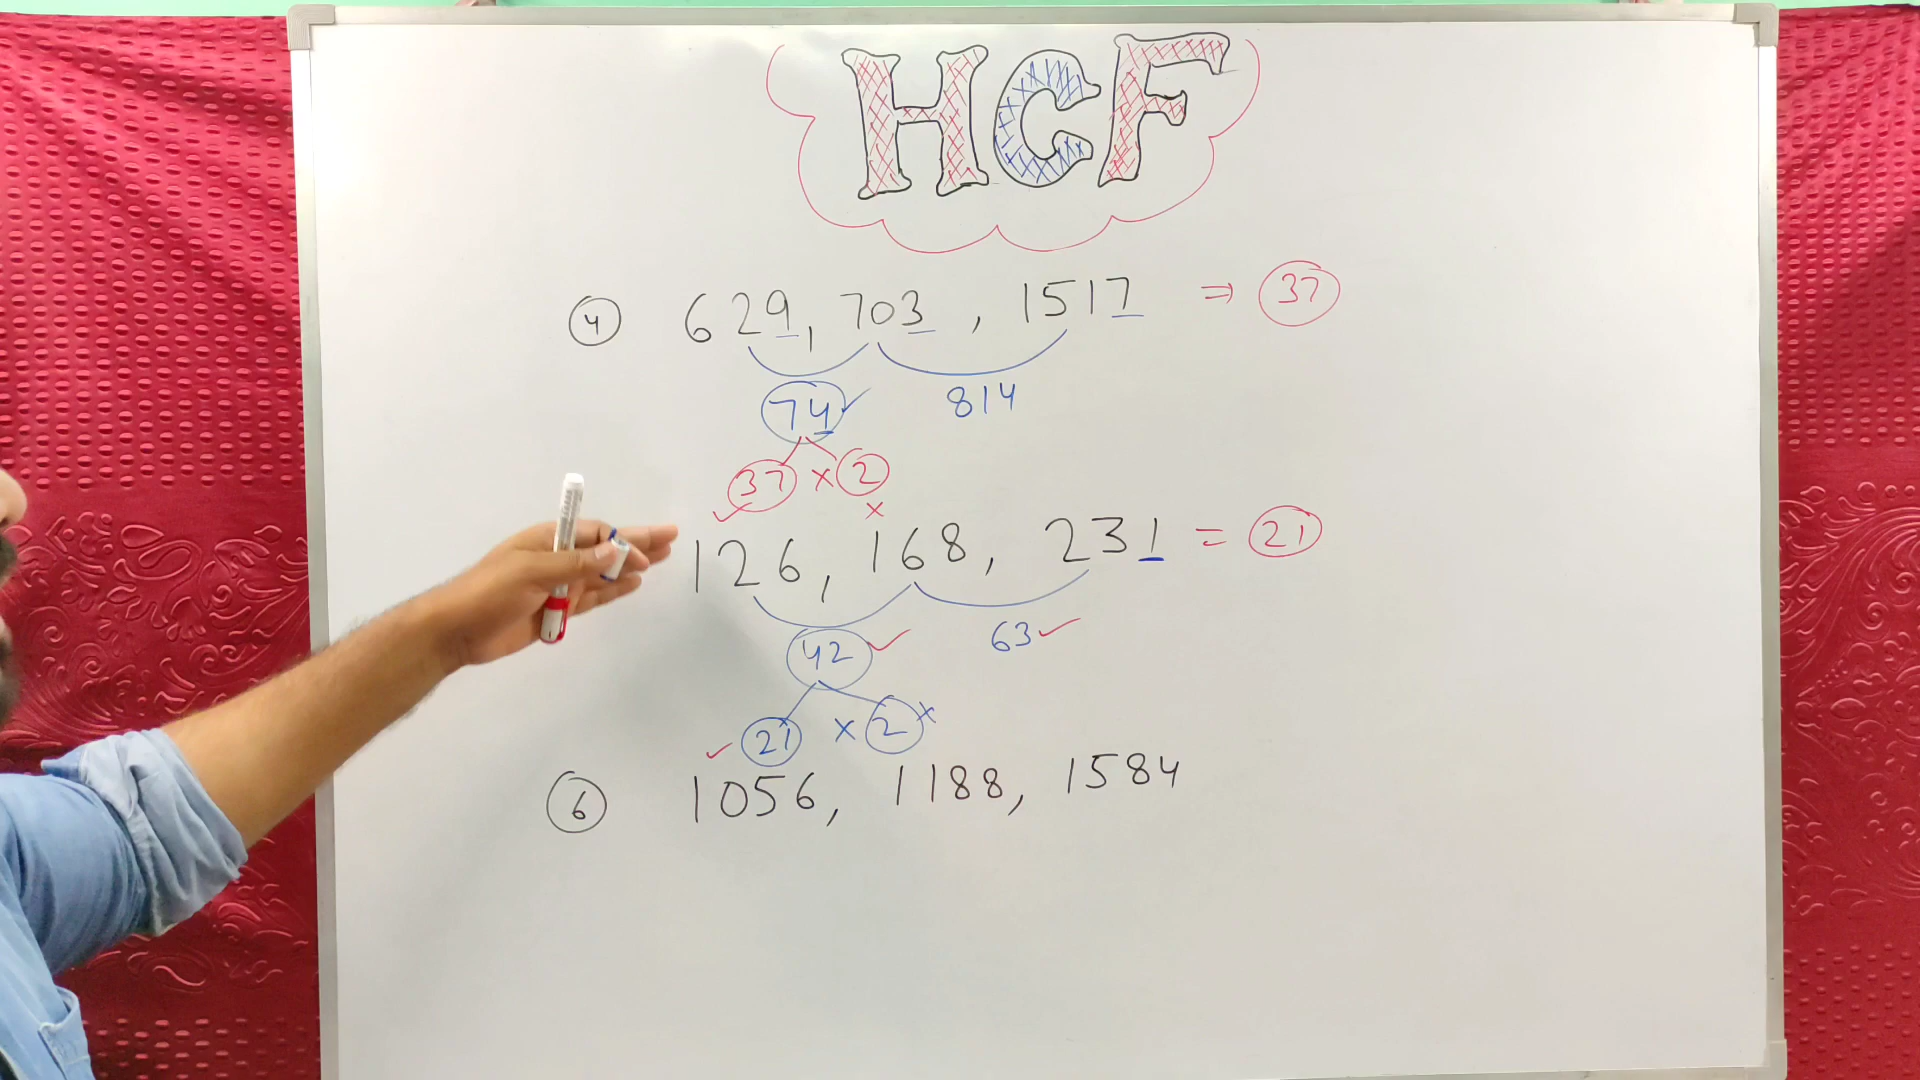 HCF
4 629, 703, 1517 ⇒ 37
74 ✓ 814
✓ 37 × 2 ×
126, 168, 231 = 21
42 ✓ 63 ✓
✓ 21 × 2 ×
6 1056, 1188, 1584